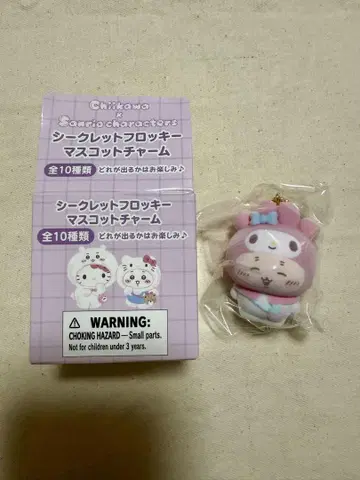 Chiikawa
×
Sanrio characters
シークレットフロッキー
マスコットチャーム
全10種類 どれが出るかはお楽しみ♪
シークレットフロッキー
マスコットチャーム
全10種類 どれが出るかはお楽しみ♪
WARNING:
CHOKING HAZARD — Small parts.
Not for children under 3 years.